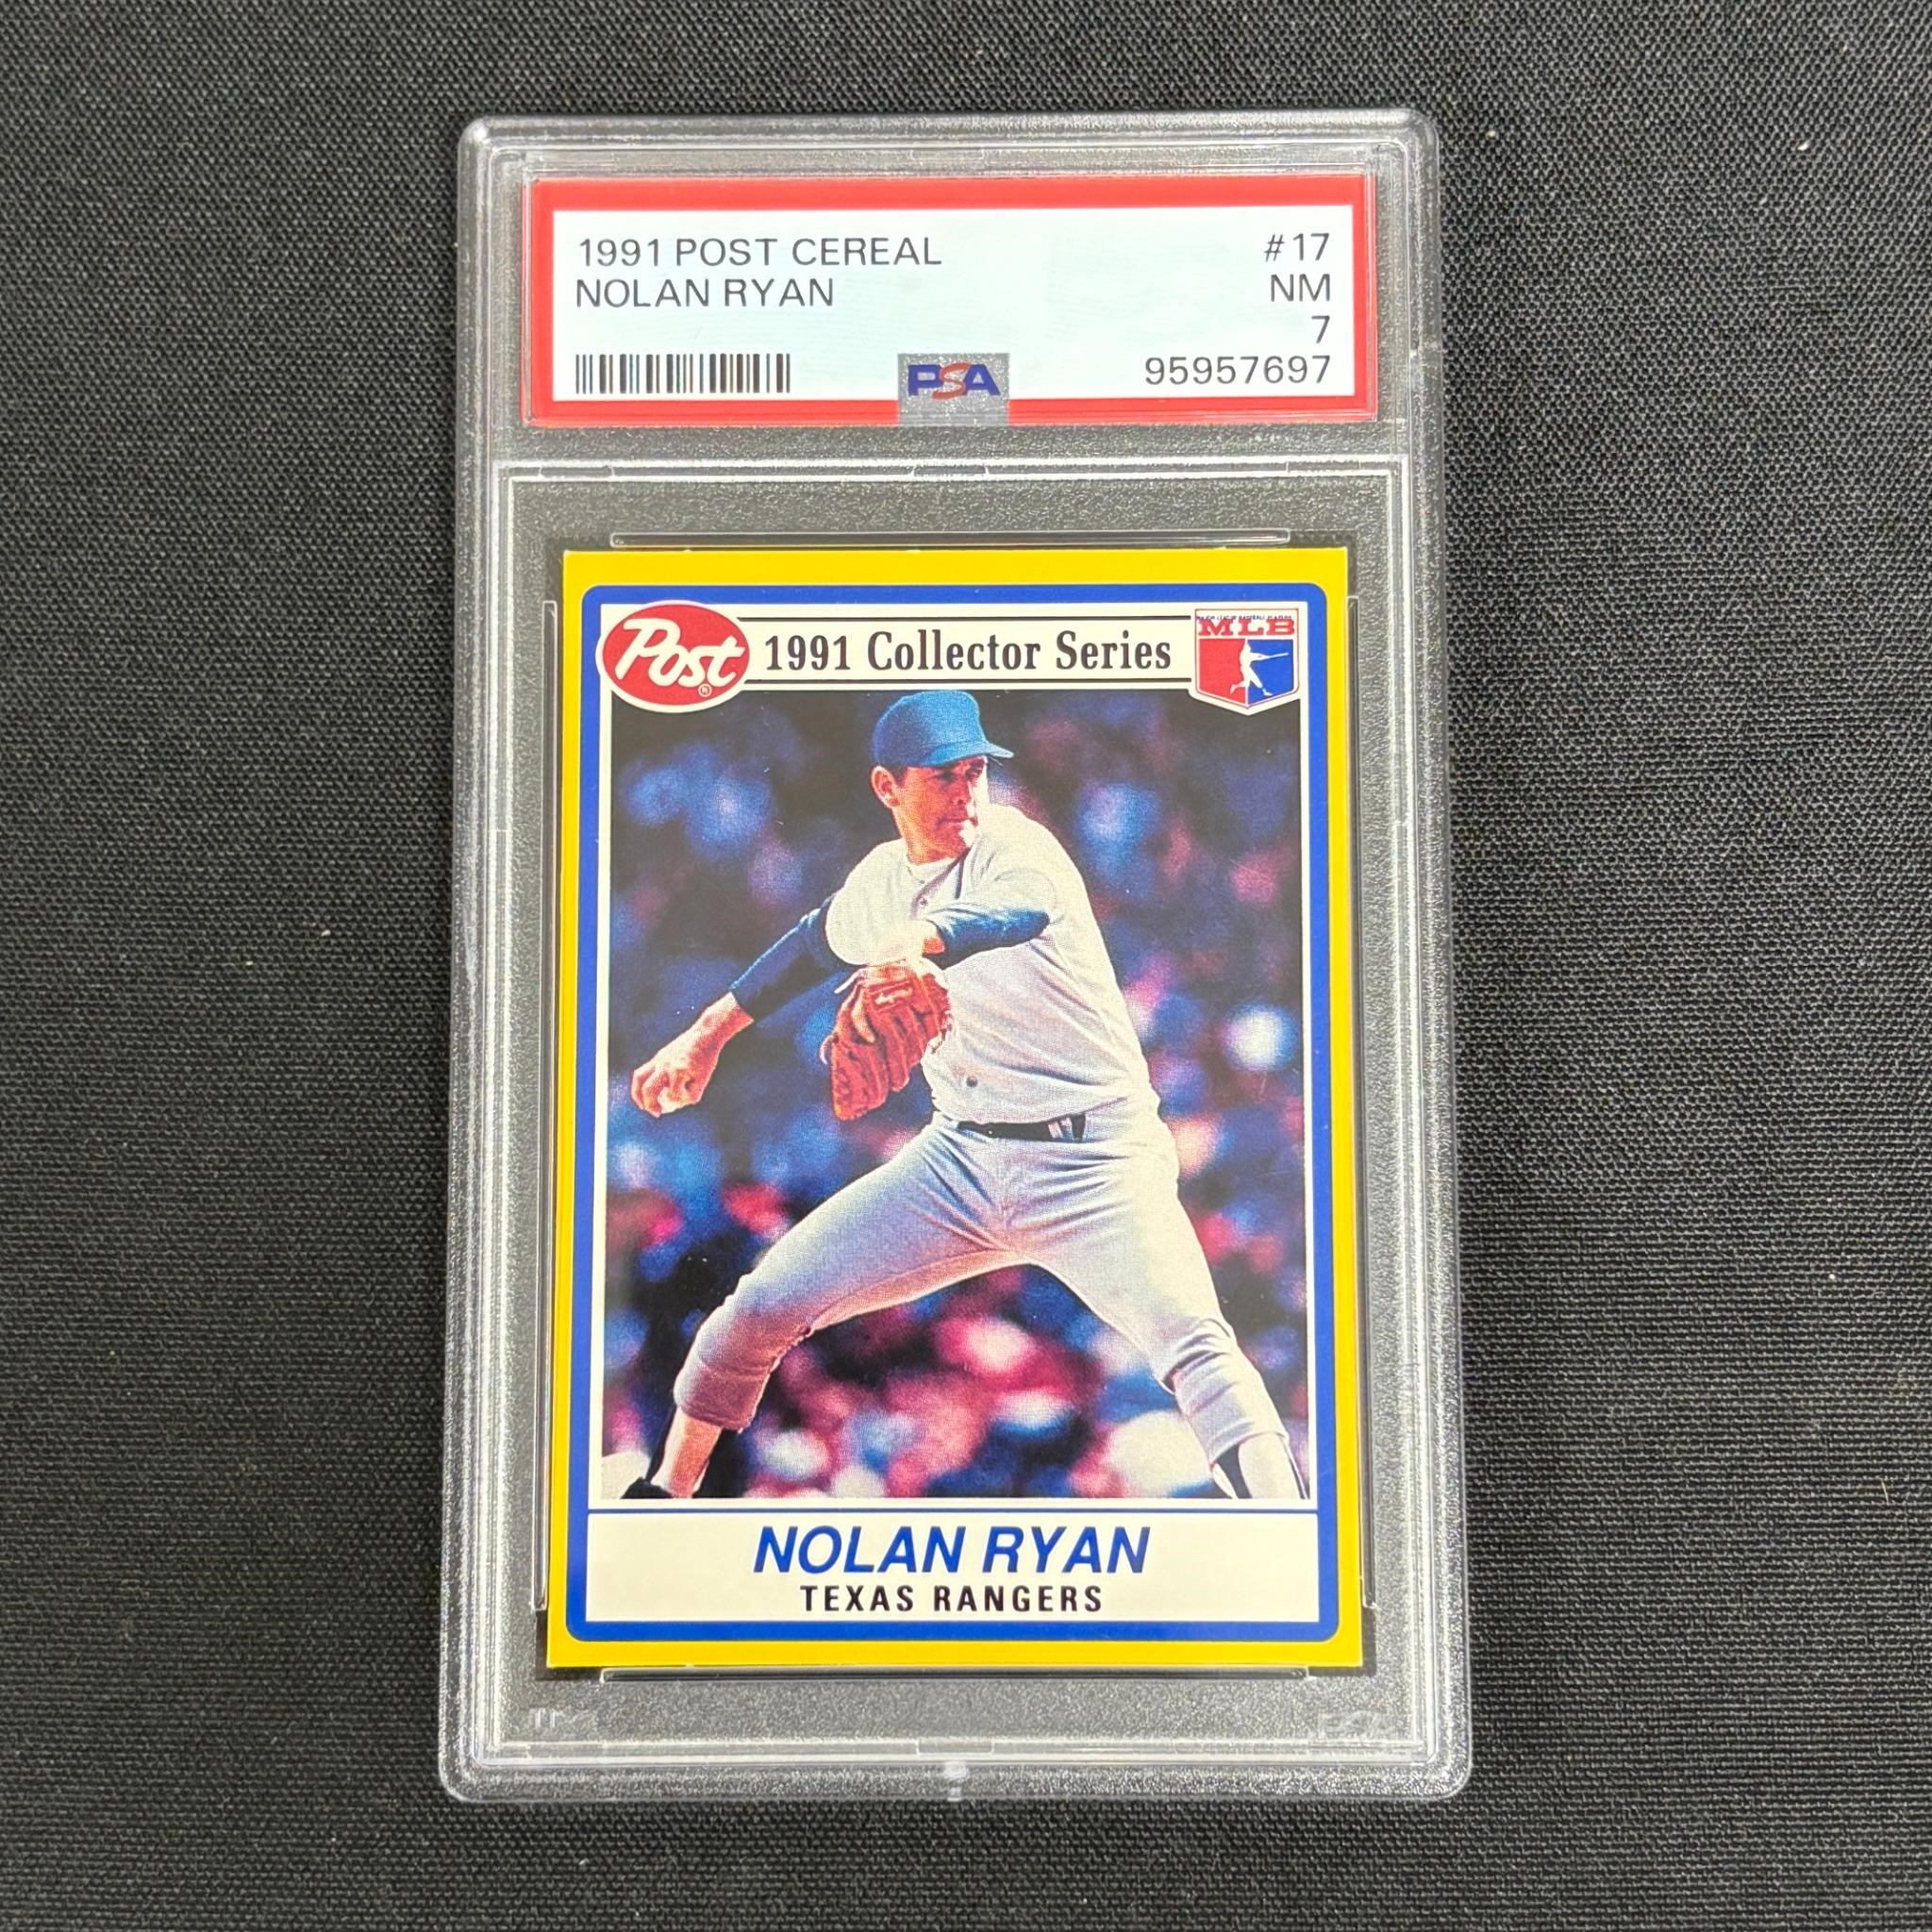 1991 POST CEREAL #17
NOLAN RYAN NM
7
PSA 95957697
Post® 1991 Collector Series MLB
NOLAN RYAN
TEXAS RANGERS